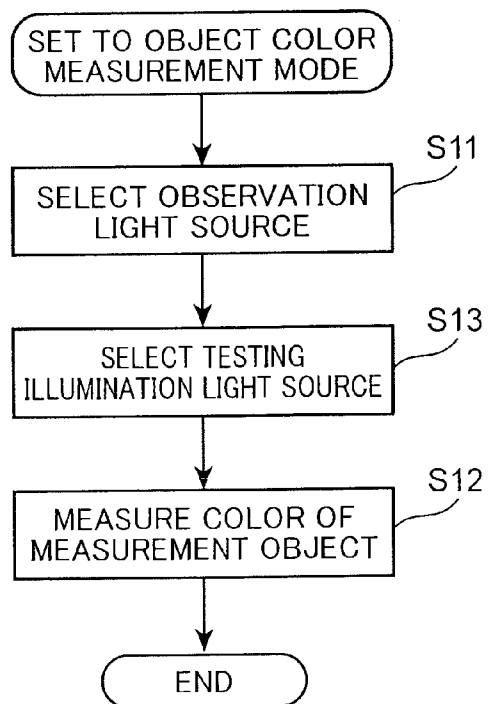 SET TO OBJECT COLOR
MEASUREMENT MODE
S11
SELECT OBSERVATION
LIGHT SOURCE
S13
SELECT TESTING
ILLUMINATION LIGHT SOURCE
S12
MEASURE COLOR OF
MEASUREMENT OBJECT
END